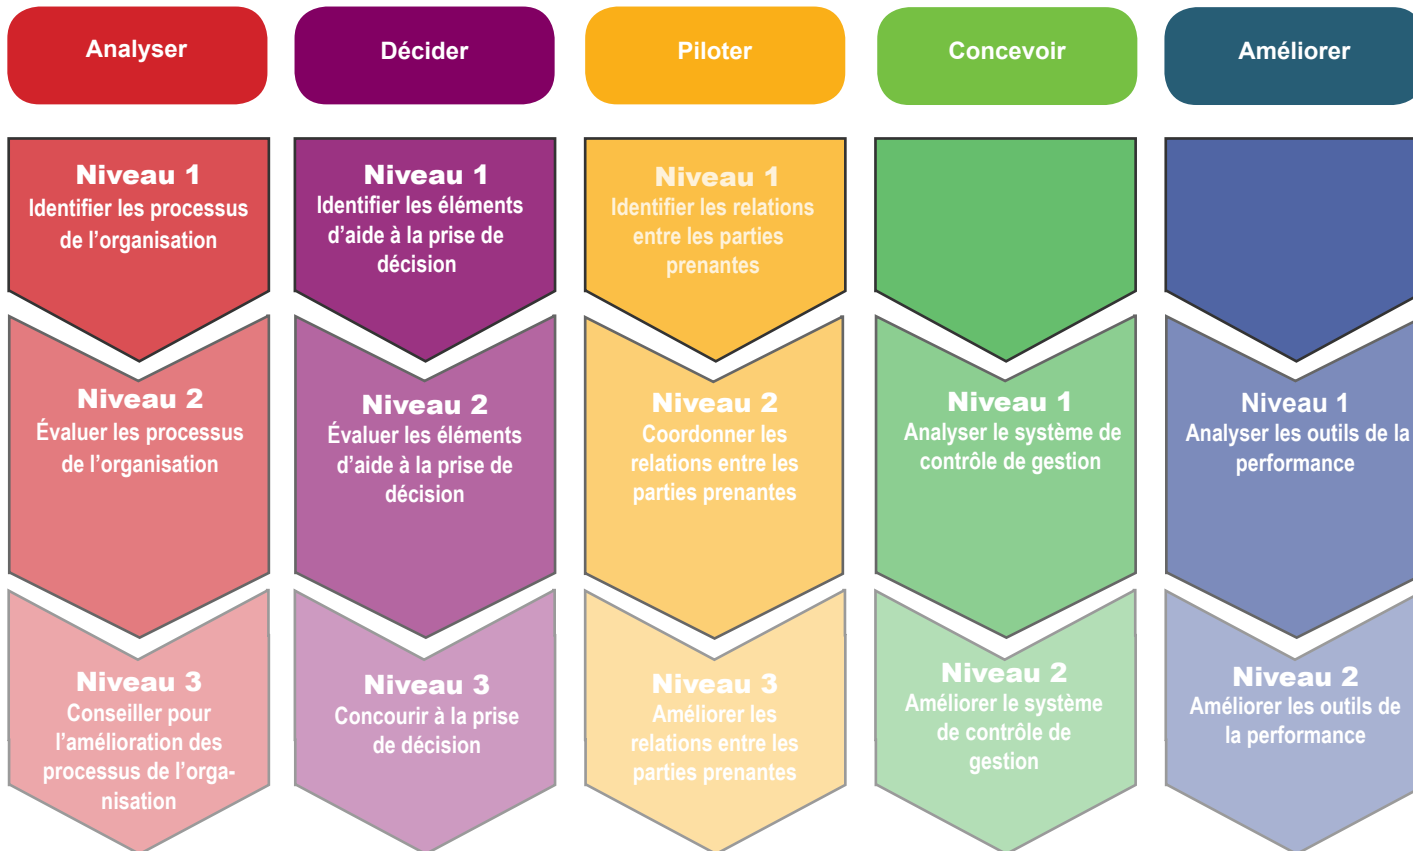 Analyser
Décider
Piloter
Concevoir
Améliorer
Niveau 1
Identifier les processus
de l’organisation
Niveau 1
Identifier les éléments
d’aide à la prise de
décision
Niveau 1
Identifier les relations
entre les parties
prenantes
Niveau 2
Évaluer les processus
de l’organisation
Niveau 2
Évaluer les éléments
d’aide à la prise de
décision
Niveau 2
Coordonner les
relations entre les
parties prenantes
Niveau 1
Analyser le système de
contrôle de gestion
Niveau 1
Analyser les outils de la
performance
Niveau 3
Conseiller pour
l’amélioration des
processus de l’orga-
nisation
Niveau 3
Concourir à la prise
de décision
Niveau 3
Améliorer les
relations entre les
parties prenantes
Niveau 2
Améliorer le système
de contrôle de
gestion
Niveau 2
Améliorer les outils de
la performance